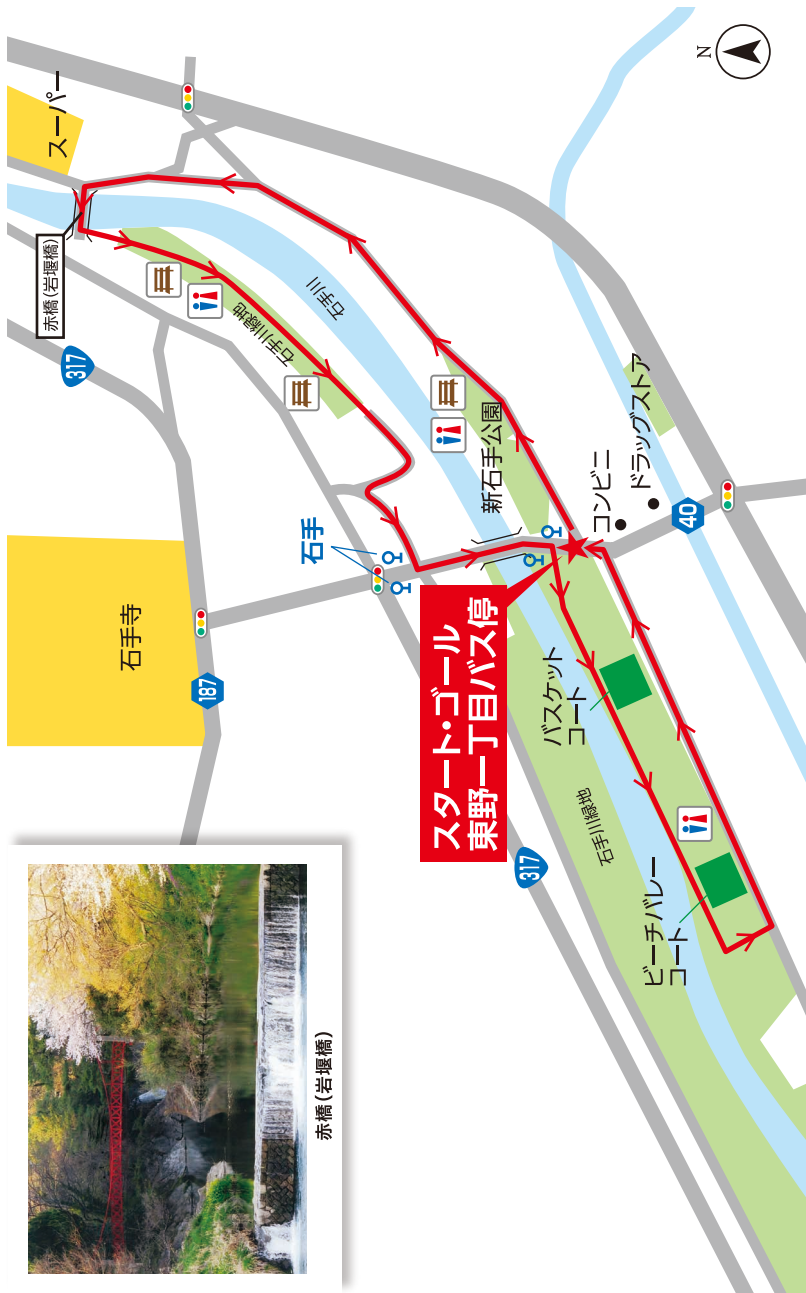 スーパー
赤橋(岩堰橋)
N
317
石手川緑地
石手川
石手寺
187
石手
新石手公園
コンビニ
ドラッグストア
40
スタート・ゴール
東野一丁目バス停
バスケット
コート
317
石手川緑地
ビーチバレー
コート
赤橋(岩堰橋)